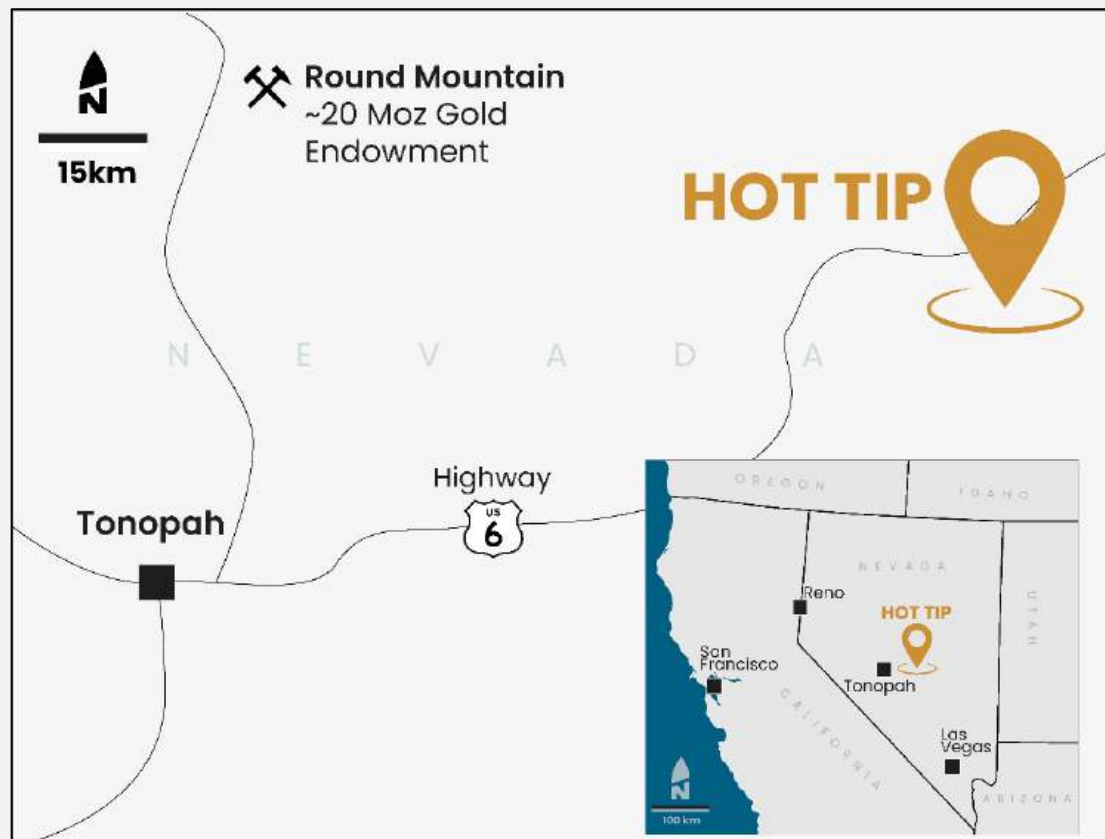 N
15km
Round Mountain
~20 Moz Gold
Endowment
HOT TIP
N E V A D A
Highway
US
6
Tonopah
OREGON
IDAHO
NEVADA
UTAH
Reno
HOT TIP
San
Francisco
Tonopah
CALIFORNIA
Las
Vegas
ARIZONA
N
100 km